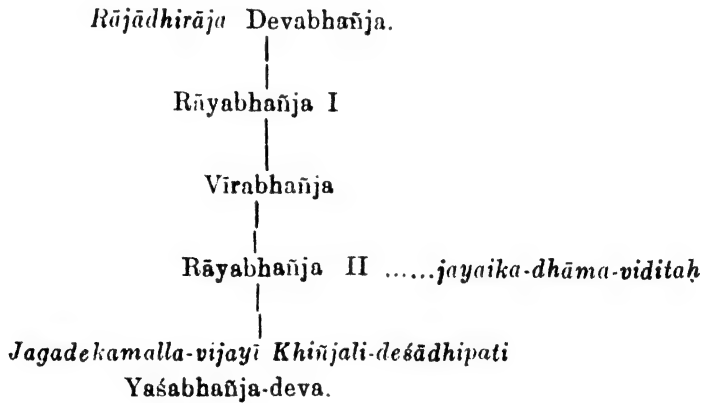 Rājādhirāja Devabhañja.
Rāyabhañja I
Vīrabhañja
Rāyabhañja II ......jayaika-dhāma-viditaḥ
Jagadekamalla-vijayī Khiñjali-deśādhipati
Yaśabhañja-deva.